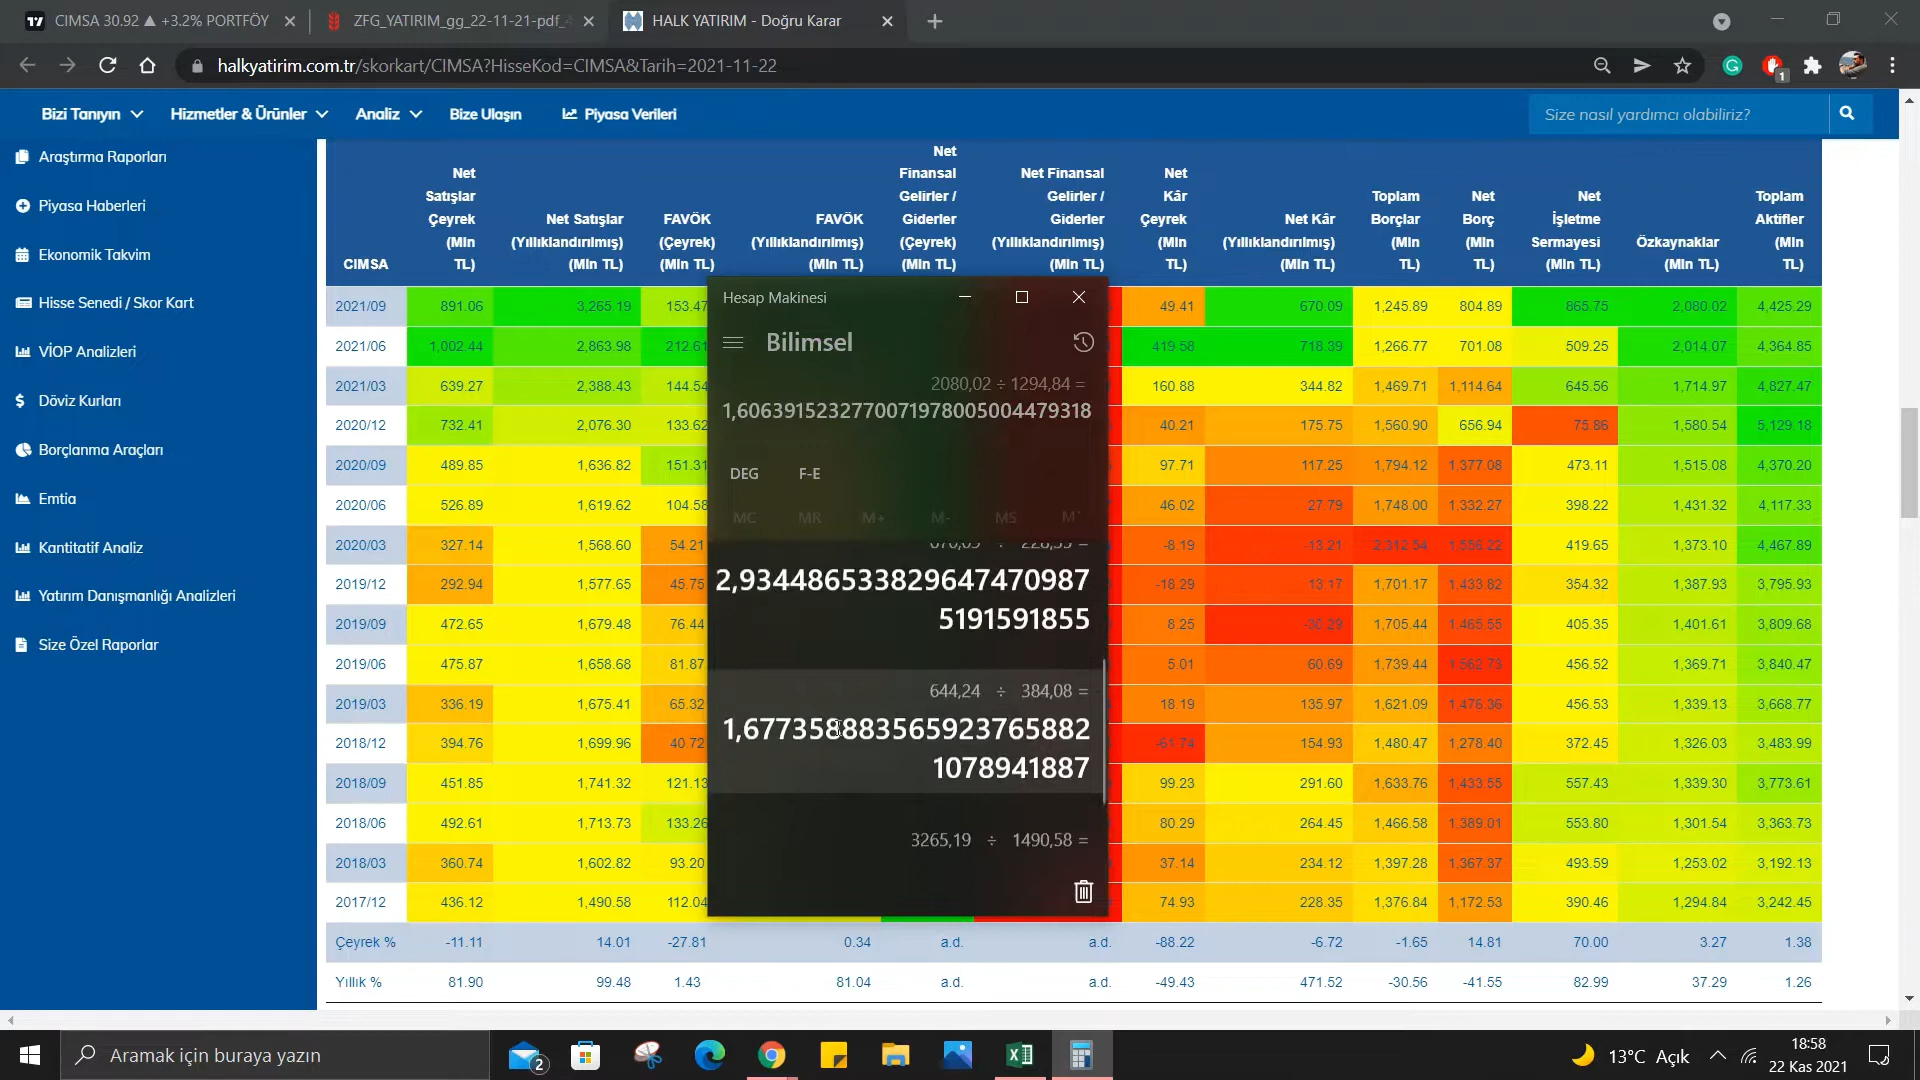 CIMSA 30.92 ▲ +3.2% PORTFÖY
ZFG_YATIRIM_gg_22-11-21-pdf_
HALK YATIRIM - Doğru Karar
halkyatirim.com.tr/skorkart/CIMSA?HisseKod=CIMSA&Tarih=2021-11-22
1
Bizi Tanıyın
Hizmetler & Ürünler
Analiz
Bize Ulaşın
Piyasa Verileri
Size nasıl yardımcı olabiliriz?
Araştırma Raporları
Piyasa Haberleri
Ekonomik Takvim
Hisse Senedi / Skor Kart
VİOP Analizleri
Döviz Kurları
Borçlanma Araçları
Emtia
Kantitatif Analiz
Yatırım Danışmanlığı Analizleri
Size Özel Raporlar
CIMSA
Net Satışlar Çeyrek (Mln TL)
Net Satışlar (Yıllıklandırılmış) (Mln TL)
FAVÖK (Çeyrek) (Mln TL)
FAVÖK (Yıllıklandırılmış) (Mln TL)
Net Finansal Gelirler / Giderler (Çeyrek) (Mln TL)
Net Finansal Gelirler / Giderler (Yıllıklandırılmış) (Mln TL)
Net Kâr Çeyrek (Mln TL)
Net Kâr (Yıllıklandırılmış) (Mln TL)
Toplam Borçlar (Mln TL)
Net Borç (Mln TL)
Net İşletme Sermayesi (Mln TL)
Özkaynaklar (Mln TL)
Toplam Aktifler (Mln TL)
2021/09 891.06 3,265.19 153.47 49.41 670.09 1,245.89 804.89 865.75 2,080.02 4,425.29
2021/06 1,002.44 2,863.98 212.61 419.58 718.39 1,266.77 701.08 509.25 2,014.07 4,364.85
2021/03 639.27 2,388.43 144.54 160.88 344.82 1,469.71 1,114.64 645.56 1,714.97 4,827.47
2020/12 732.41 2,076.30 133.62 40.21 175.75 1,560.90 656.94 75.86 1,580.54 5,129.18
2020/09 489.85 1,636.82 151.31 97.71 117.25 1,794.12 1,377.08 473.11 1,515.08 4,370.20
2020/06 526.89 1,619.62 104.58 46.02 27.79 1,748.00 1,332.27 398.22 1,431.32 4,117.33
2020/03 327.14 1,568.60 54.21 -8.19 -13.21 2,312.54 1,556.22 419.65 1,373.10 4,467.89
2019/12 292.94 1,577.65 45.75 -18.29 13.17 1,701.17 1,433.82 354.32 1,387.93 3,795.93
2019/09 472.65 1,679.48 76.44 8.25 -30.29 1,705.44 1,465.55 405.35 1,401.61 3,809.68
2019/06 475.87 1,658.68 81.87 5.01 60.69 1,739.44 1,562.73 456.52 1,369.71 3,840.47
2019/03 336.19 1,675.41 65.32 18.19 135.97 1,621.09 1,476.36 456.53 1,339.13 3,668.77
2018/12 394.76 1,699.96 40.72 -61.74 154.93 1,480.47 1,278.40 372.45 1,326.03 3,483.99
2018/09 451.85 1,741.32 121.13 99.23 291.60 1,633.76 1,433.55 557.43 1,339.30 3,773.61
2018/06 492.61 1,713.73 133.26 80.29 264.45 1,466.58 1,389.01 553.80 1,301.54 3,363.73
2018/03 360.74 1,602.82 93.20 37.14 234.12 1,397.28 1,367.37 493.59 1,253.02 3,192.13
2017/12 436.12 1,490.58 112.04 74.93 228.35 1,376.84 1,172.53 390.46 1,294.84 3,242.45
Çeyrek % -11.11 14.01 -27.81 0.34 a.d. a.d. -88.22 -6.72 -1.65 14.81 70.00 3.27 1.38
Yıllık % 81.90 99.48 1.43 81.04 a.d. a.d. -49.43 471.52 -30.56 -41.55 82.99 37.29 1.26
Hesap Makinesi
Bilimsel
2080,02 ÷ 1294,84 =
1,6063915232770071978005004479318
DEG F-E
MC MR M+ M- MS M˅
670,09 ÷ 228,35 =
2,934486533829647470987
5191591855
644,24 ÷ 384,08 =
1,677358883565923765882
1078941887
3265,19 ÷ 1490,58 =
Aramak için buraya yazın
2
13°C Açık
18:58
22 Kas 2021